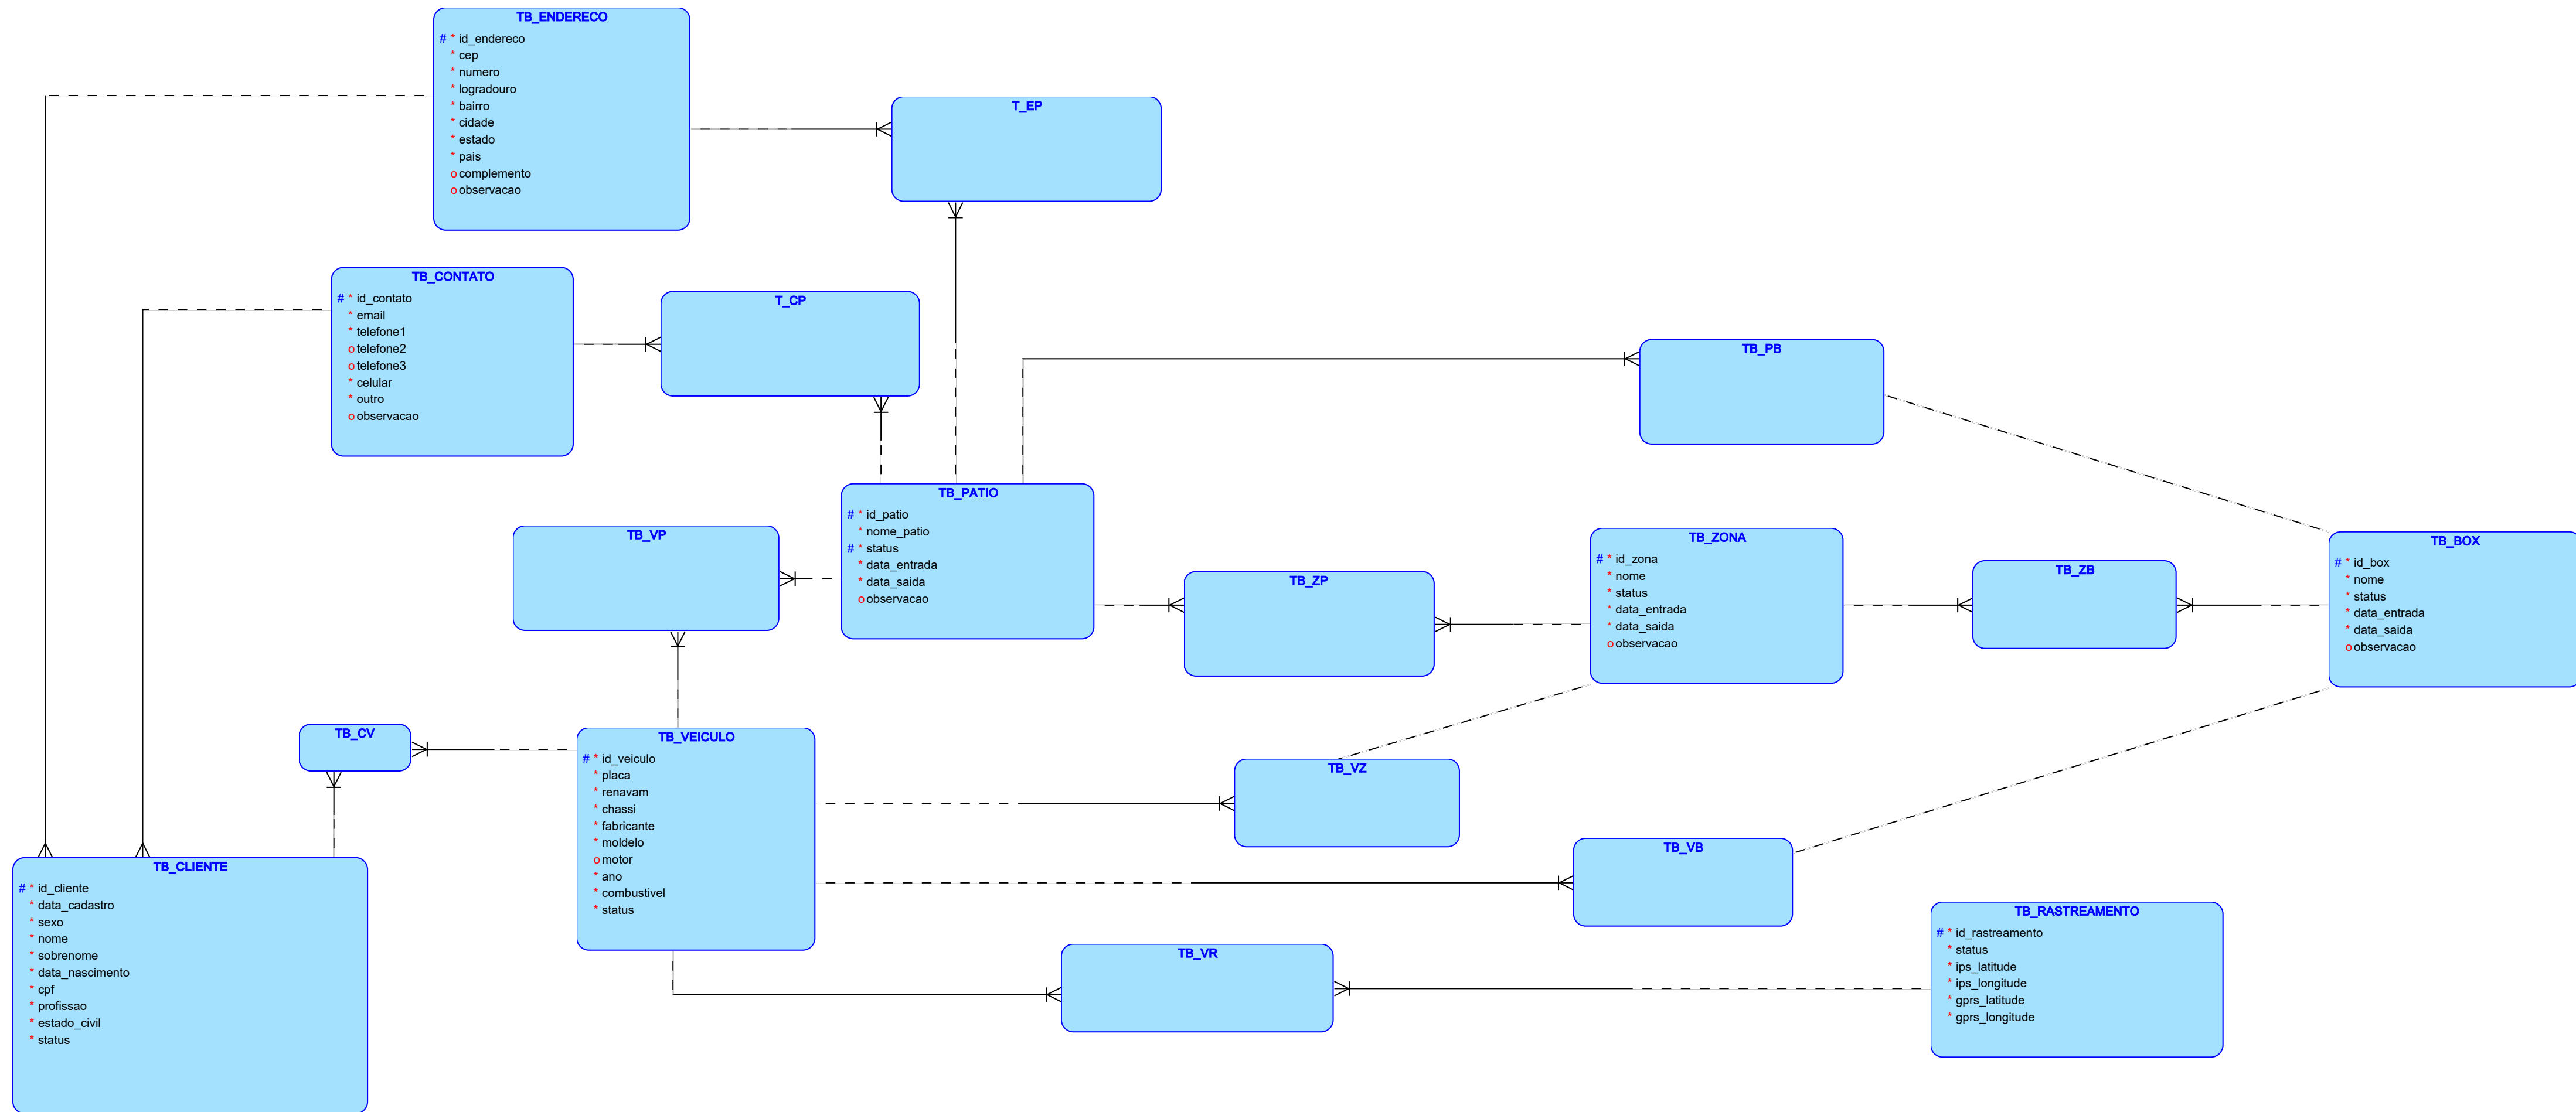 TB_ENDERECO
# * id_endereco
* cep
* numero
* logradouro
* bairro
* cidade
* estado
* pais
o complemento
o observacao
T_EP
TB_CONTATO
# * id_contato
* email
* telefone1
o telefone2
o telefone3
* celular
* outro
o observacao
T_CP
TB_PB
TB_PATIO
# * id_patio
* nome_patio
# * status
* data_entrada
* data_saida
o observacao
TB_VP
TB_ZP
TB_ZONA
# * id_zona
* nome
* status
* data_entrada
* data_saida
o observacao
TB_ZB
TB_BOX
# * id_box
* nome
* status
* data_entrada
* data_saida
o observacao
TB_CV
TB_VEICULO
# * id_veiculo
* placa
* renavam
* chassi
* fabricante
* moldelo
o motor
* ano
* combustivel
* status
TB_VZ
TB_VB
TB_CLIENTE
# * id_cliente
* data_cadastro
* sexo
* nome
* sobrenome
* data_nascimento
* cpf
* profissao
* estado_civil
* status
TB_VR
TB_RASTREAMENTO
# * id_rastreamento
* status
* ips_latitude
* ips_longitude
* gprs_latitude
* gprs_longitude